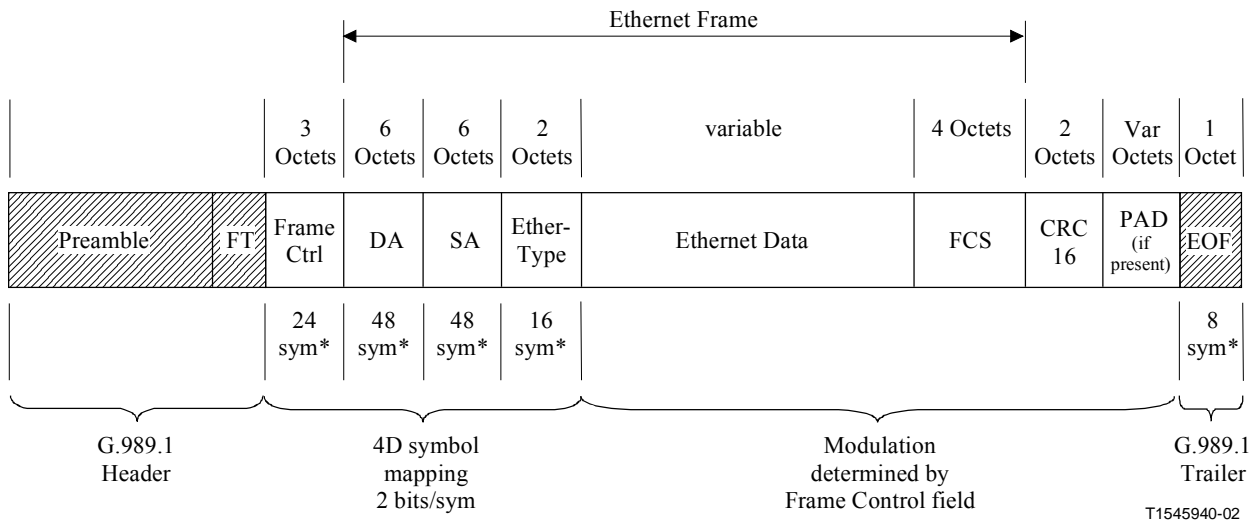 Ethernet Frame
3 Octets
6 Octets
6 Octets
2 Octets
variable
4 Octets
2 Octets
Var Octets
1 Octet
Preamble
FT
Frame Ctrl
DA
SA
Ether-Type
Ethernet Data
FCS
CRC 16
PAD (if present)
EOF
24 sym*
48 sym*
48 sym*
16 sym*
8 sym*
G.989.1 Header
4D symbol mapping 2 bits/sym
Modulation determined by Frame Control field
G.989.1 Trailer
T1545940-02